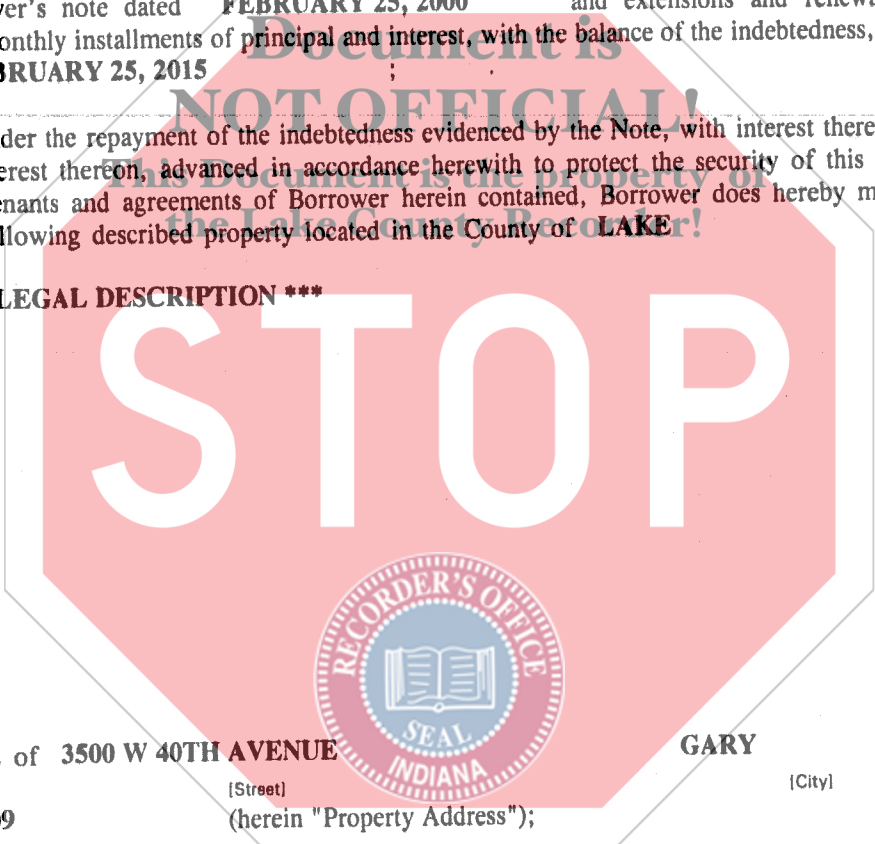 ver's note dated FEBRUARY 25, 2000 and extensions and renew
onthly installments of principal and interest, with the balance of the indebtedness,
BRUARY 25, 2015 ;
Document is
NOT OFFICIAL!
der the repayment of the indebtedness evidenced by the Note, with interest there
erest thereon, advanced in accordance herewith to protect the security of this
This Document is the property of
enants and agreements of Borrower herein contained, Borrower does hereby m
the Lake County Recorder!
llowing described property located in the County of LAKE
LEGAL DESCRIPTION ***
STOP
RECORDER'S OFFICE
SEAL
INDIANA
of 3500 W 40TH AVENUE GARY
[Street] [City]
9 (herein "Property Address");